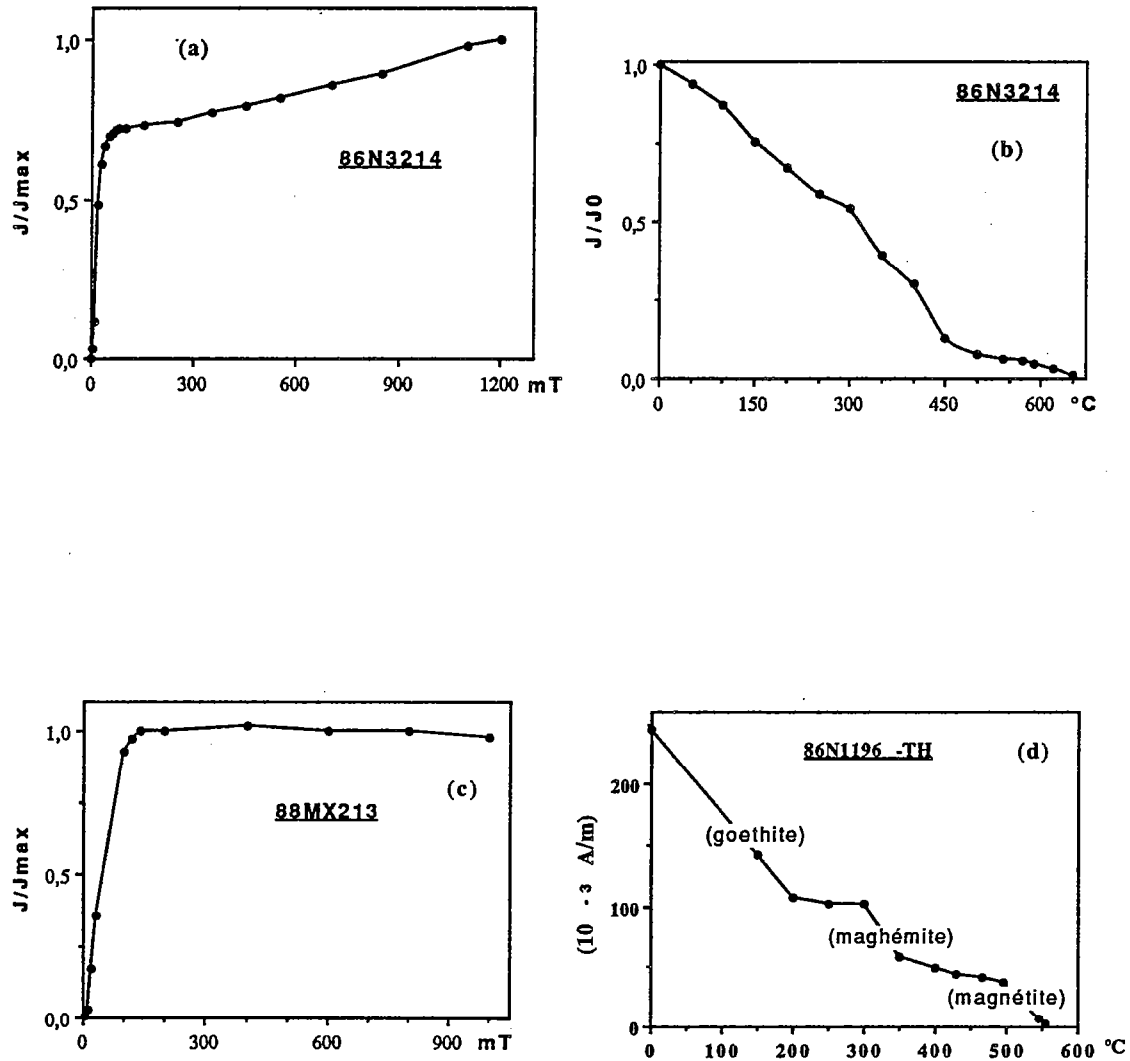 (a)
1,0
0,5
0,0
J/Jmax
86N3214
0 300 600 900 1200 mT
86N3214
(b)
1,0
0,5
0,0
J/J0
0 150 300 450 600 °C
(c)
1,0
0,5
0,0
J/Jmax
88MX213
0 300 600 900 mT
86N1196 -TH (d)
200
100
0
(10 -3 A/m)
(goethite)
(maghémite)
(magnétite)
0 100 200 300 400 500 600 °C